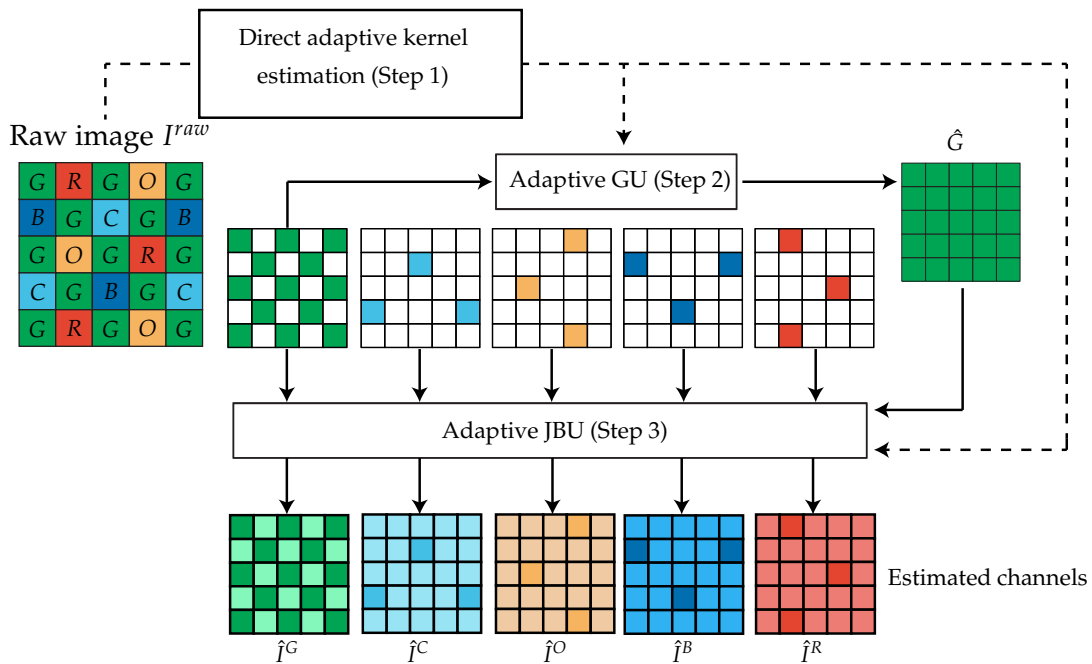 Direct adaptive kernel
estimation (Step 1)
Raw image I^{raw}
G R G O G
B G C G B
G O G R G
C G B G C
G R G O G
Adaptive GU (Step 2)
Ĝ
Adaptive JBU (Step 3)
Estimated channels
Î^G Î^C Î^O Î^B Î^R